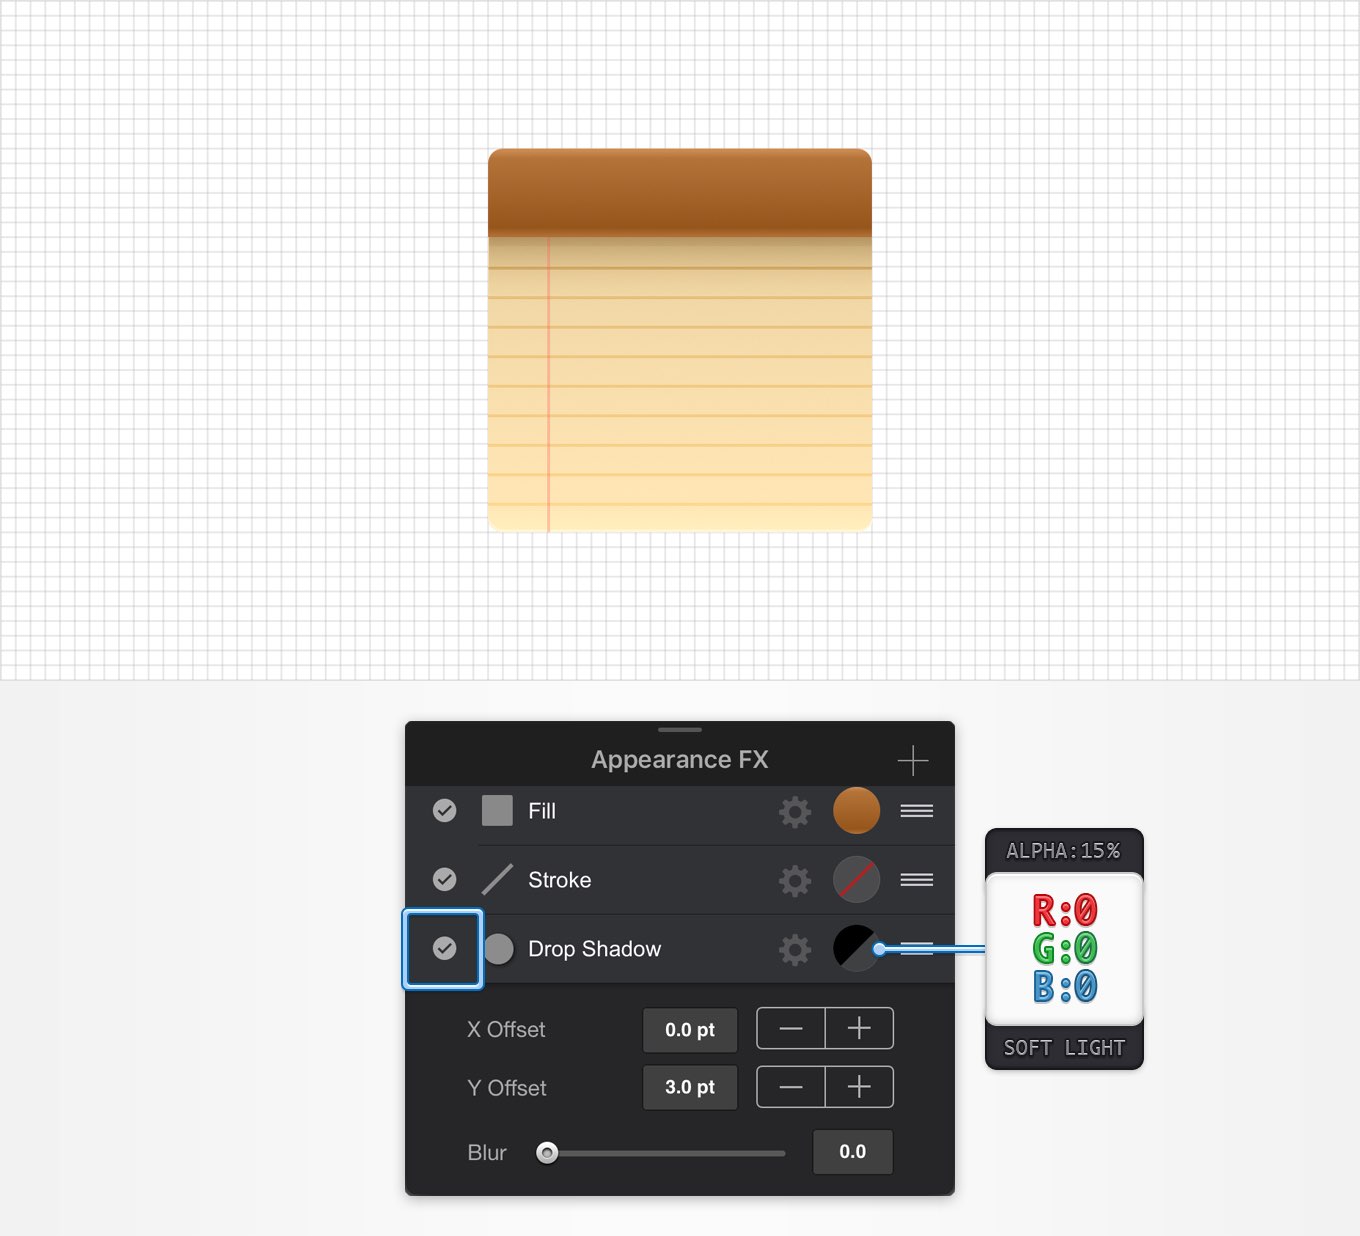 Appearance FX
Fill
Stroke
Drop Shadow
X Offset 0.0 pt
Y Offset 3.0 pt
Blur 0.0
ALPHA:15%
R:0
G:0
B:0
SOFT LIGHT